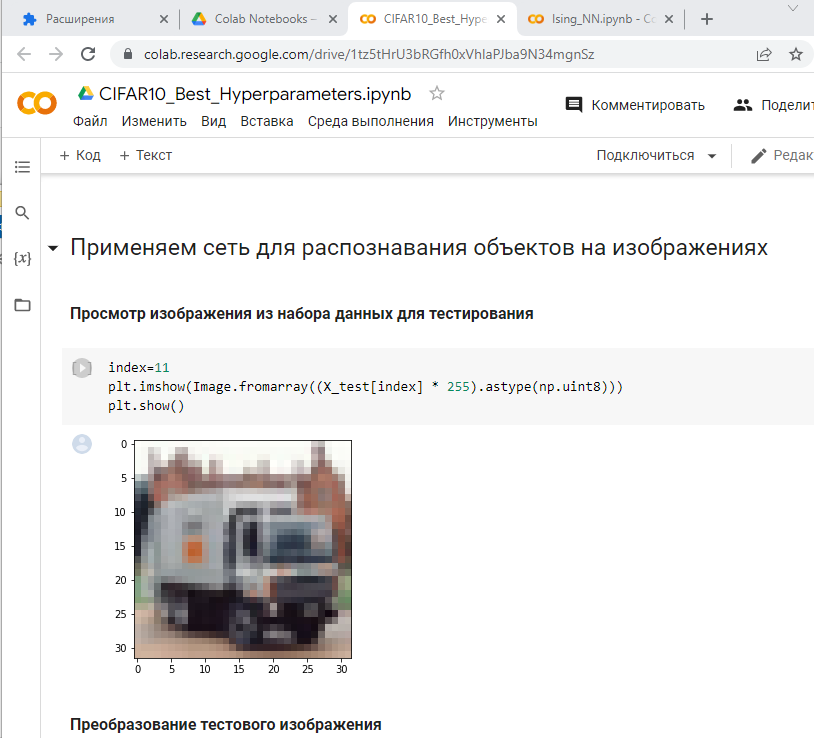 Расширения
Colab Notebooks –
CIFAR10_Best_Hype
Ising_NN.ipynb - Co
colab.research.google.com/drive/1tz5tHrU3bRGfh0xVhlaPJba9N34mgnSz
CIFAR10_Best_Hyperparameters.ipynb
Комментировать
Поделит
Файл Изменить Вид Вставка Среда выполнения Инструменты
+ Код + Текст
Подключиться
Редак
{x}
Применяем сеть для распознавания объектов на изображениях
Просмотр изображения из набора данных для тестирования
index=11
plt.imshow(Image.fromarray((X_test[index] * 255).astype(np.uint8)))
plt.show()
0
5
10
15
20
25
30
0 5 10 15 20 25 30
Преобразование тестового изображения